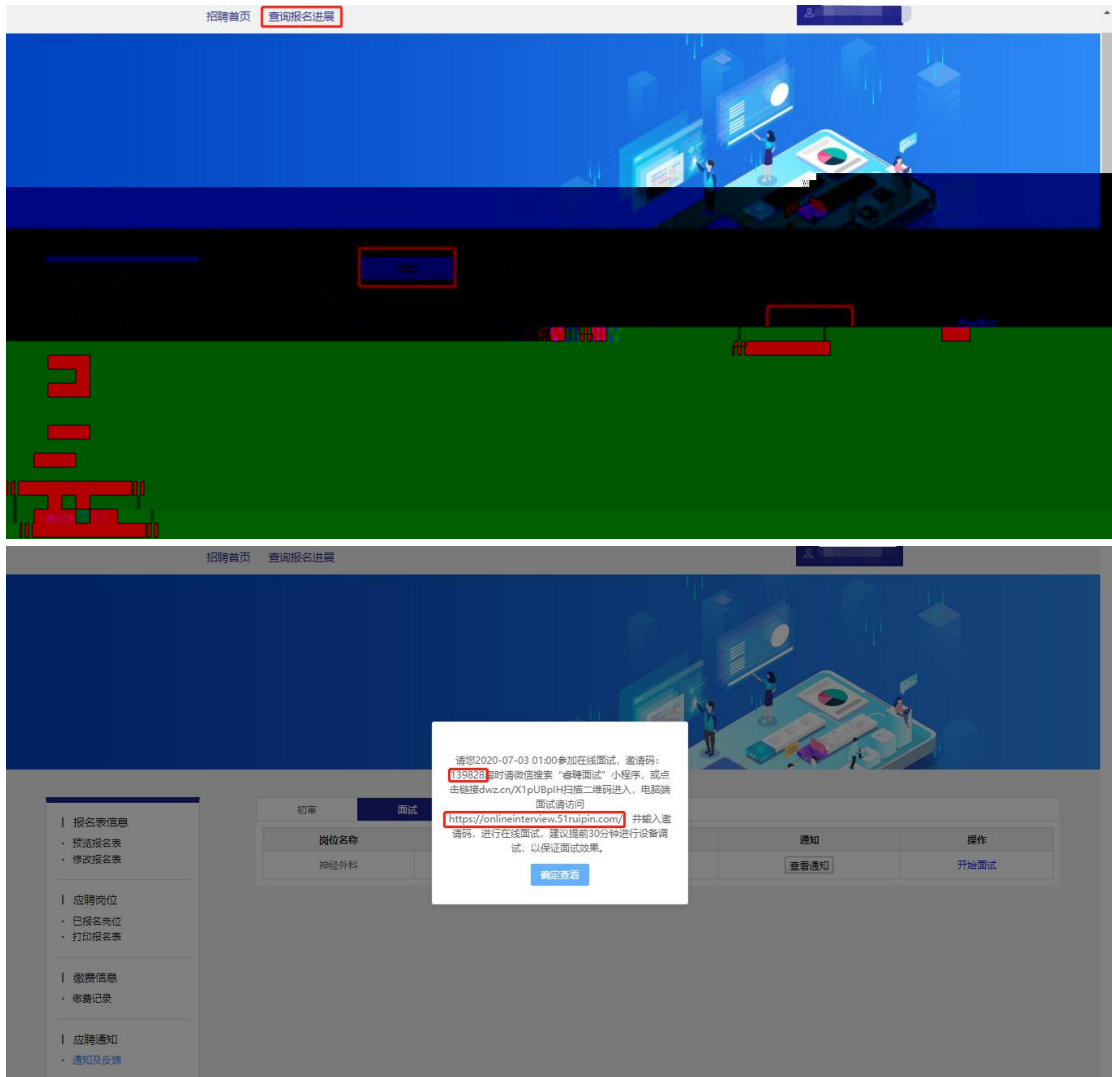 招聘首页 查询报名进展
招聘首页 查询报名进展
请您2020-07-03 01:00参加在线面试，邀请码：
139828届时请微信搜索“睿聘面试”小程序，或点
击链接dwz.cn/X1pUBpIH扫描二维码进入，电脑端
面试请访问
https://onlineinterview.51ruipin.com/，并输入邀
请码，进行在线面试，建议提前30分钟进行设备调
试，以保证面试效果。
确定查看
初审 面试
岗位名称 通知 操作
神经外科 查看通知 开始面试
报名表信息
· 预览报名表
· 修改报名表
应聘岗位
· 已报名岗位
· 打印报名表
缴费信息
· 缴费记录
应聘通知
· 通知及反馈